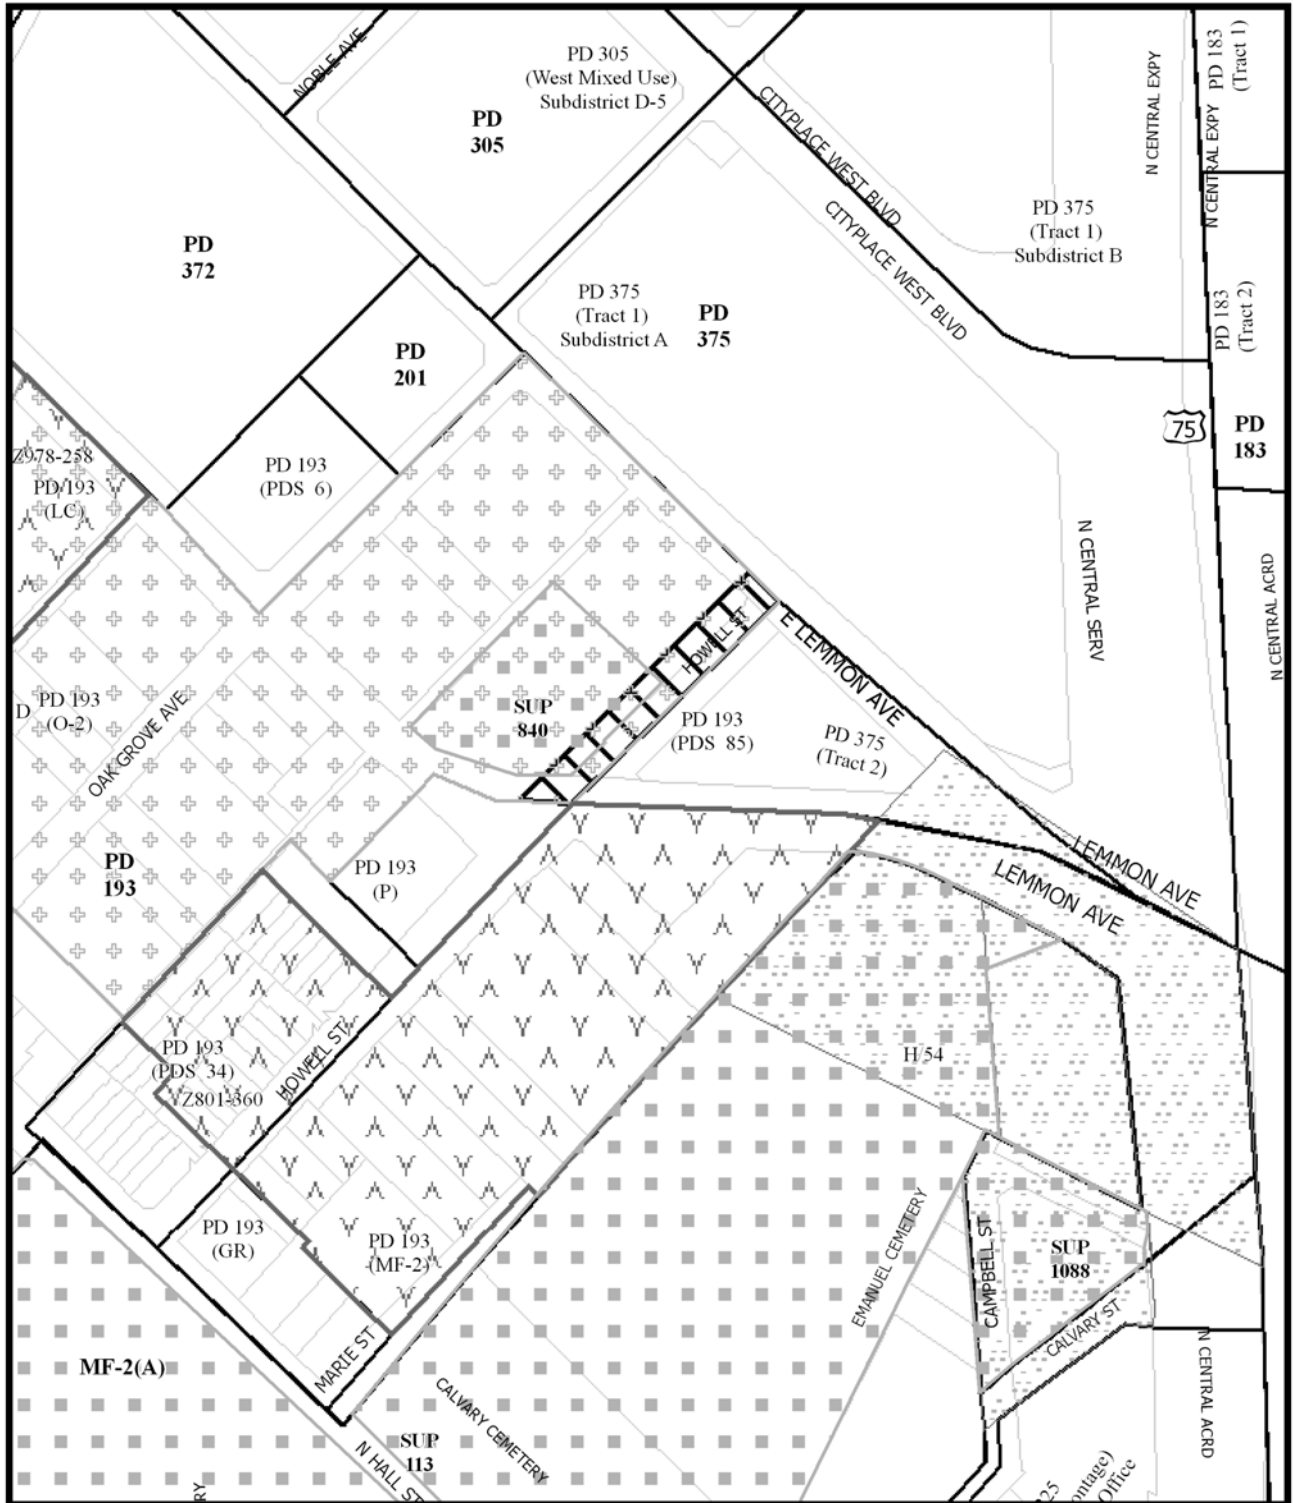 NOBLE AVE
PD 305
(West Mixed Use)
Subdistrict D-5
PD
305
CITYPLACE WEST BLVD
CITYPLACE WEST BLVD
N CENTRAL EXPY
N CENTRAL EXPY
PD 183
(Tract 1)
PD 375
(Tract 1)
Subdistrict B
PD
372
PD 375
(Tract 1)
Subdistrict A
PD
375
PD 183
(Tract 2)
PD
201
75
PD
183
Z978-258
PD 193
(LC)
PD 193
(PDS 6)
N CENTRAL SERV
N CENTRAL ACRD
HOWELL ST
E LEMMON AVE
D
PD 193
(O-2)
OAK GROVE AVE
SUP
840
PD 193
(PDS 85)
PD 375
(Tract 2)
PD
193
PD 193
(P)
LEMMON AVE
LEMMON AVE
PD 193
(PDS 34)
Z801-360
HOWELL ST
H/54
PD 193
(GR)
PD 193
(MF-2)
EMANUEL CEMETERY
CAMPBELL ST
SUP
1088
CALVARY ST
MARIE ST
MF-2(A)
N CENTRAL ACRD
CALVARY CEMETERY
SUP
113
N HALL ST
RY
25
ontage)
Office